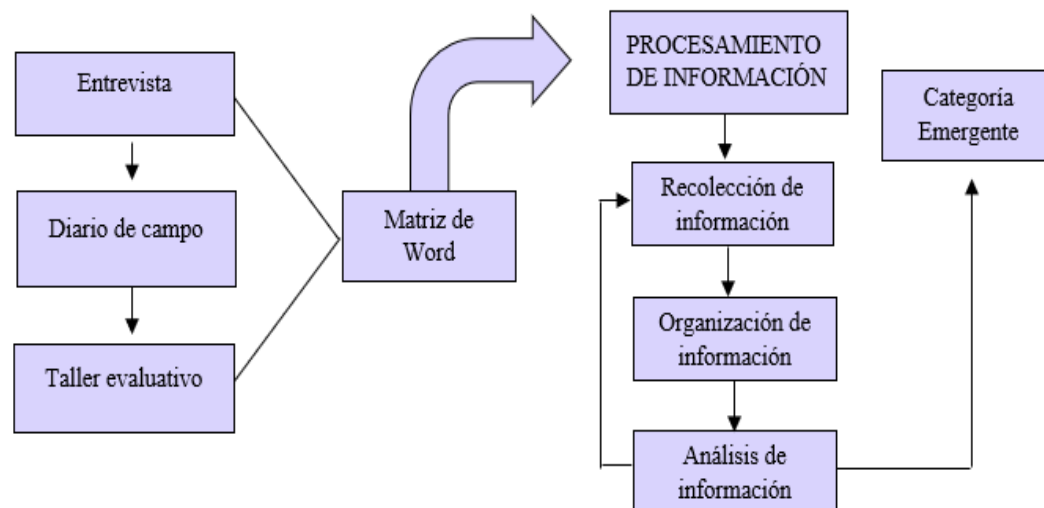 Entrevista
Diario de campo
Taller evaluativo
Matriz de
Word
PROCESAMIENTO
DE INFORMACIÓN
Recolección de
información
Organización de
información
Análisis de
información
Categoría
Emergente